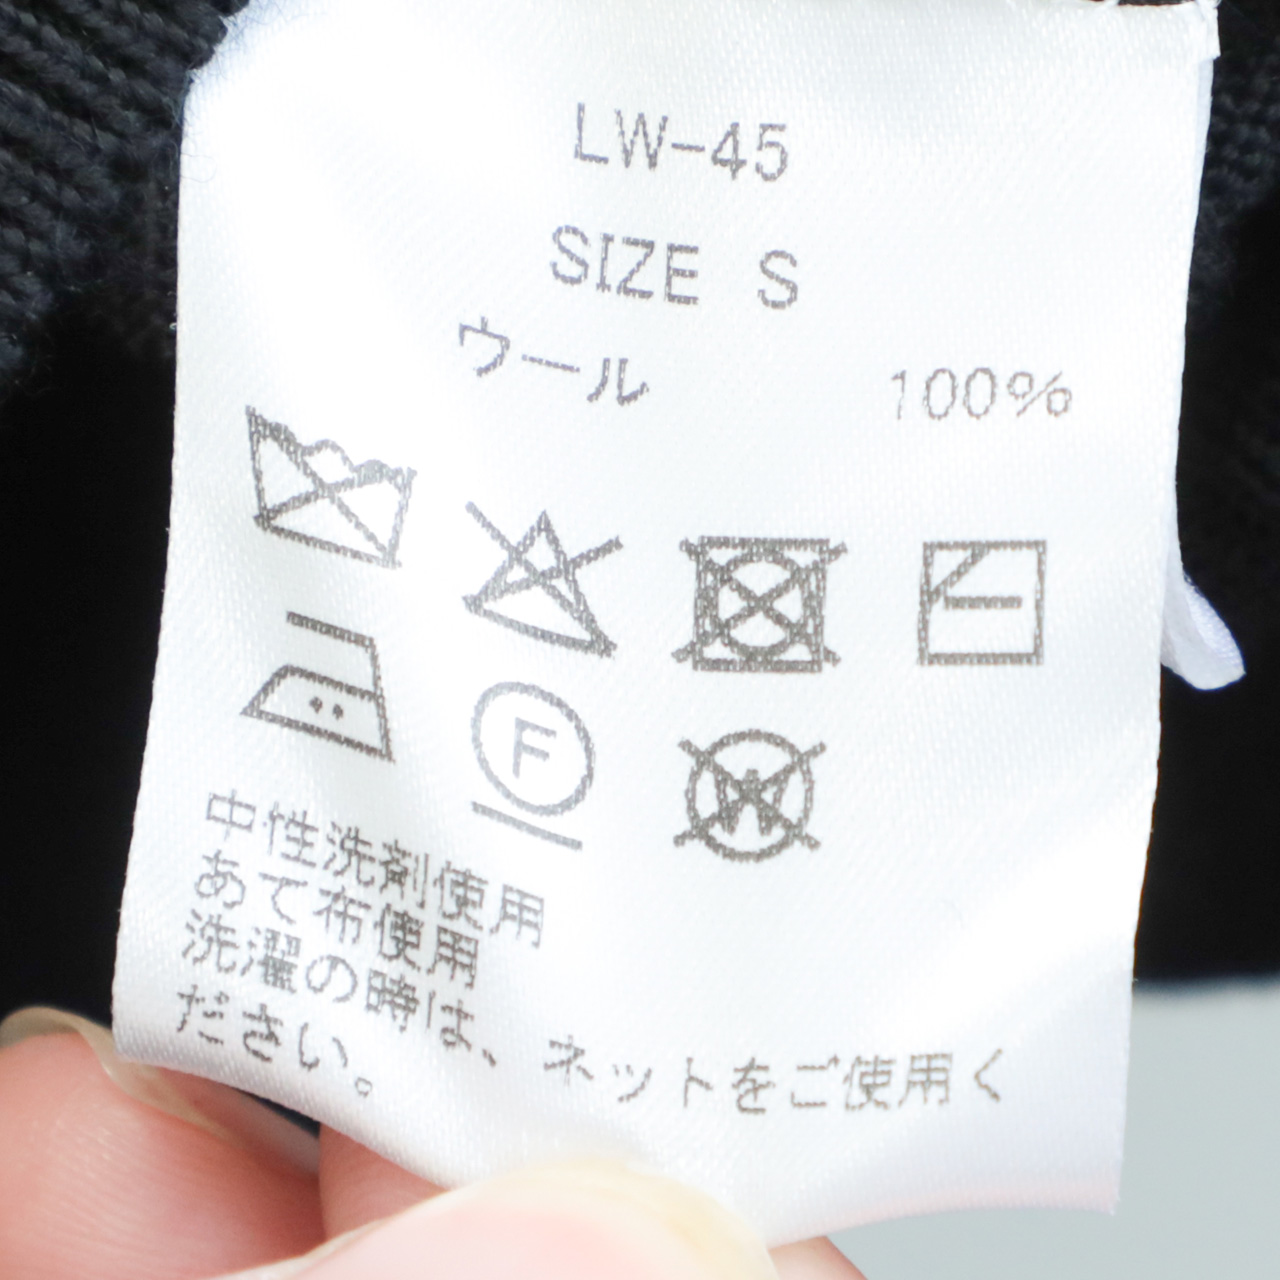 LW-45
SIZE S
ウール 100%
F
W
中性洗剤使用
あて布使用
洗濯の時は、ネットをご使用く
ださい。